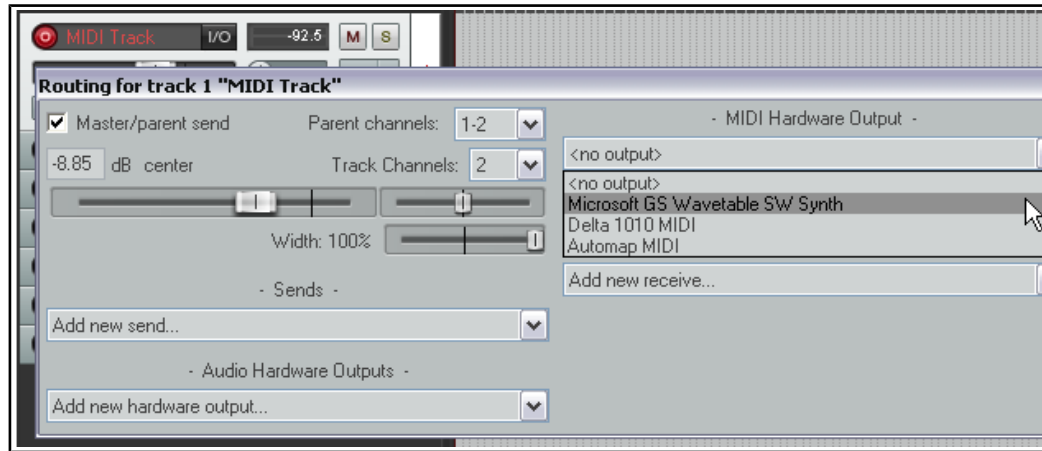 MIDI Track I/O -92.5 M S
Routing for track 1 "MIDI Track"
Master/parent send Parent channels: 1-2
-8.85 dB center Track Channels: 2
Width: 100%
- Sends -
Add new send...
- Audio Hardware Outputs -
Add new hardware output...
- MIDI Hardware Output -
<no output>
<no output>
Microsoft GS Wavetable SW Synth
Delta 1010 MIDI
Automap MIDI
Add new receive...